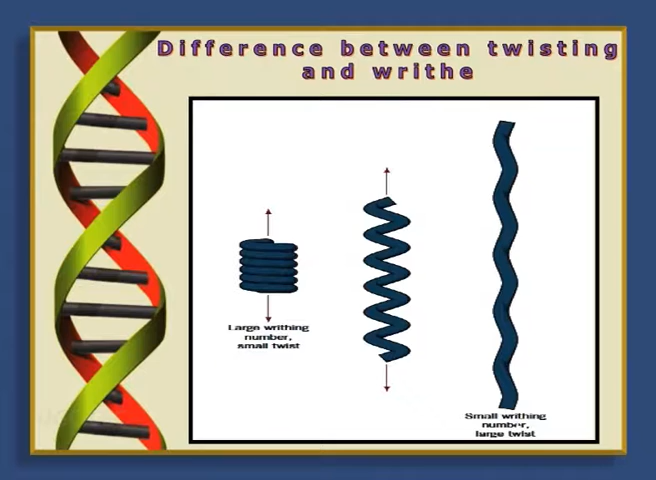 Difference between twisting
and writhe
Large writhing
number,
small twist
Small writhing
number,
large twist